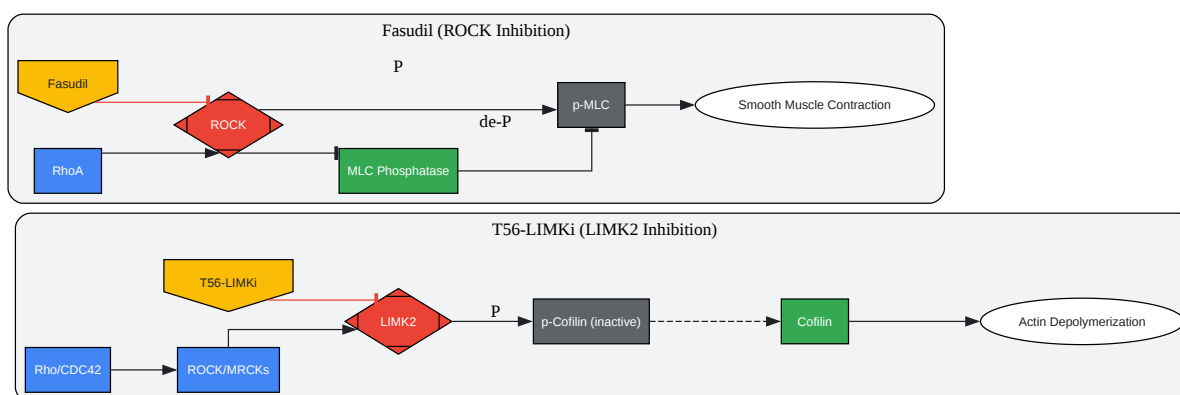 Fasudil (ROCK Inhibition)
P
Fasudil
p-MLC
Smooth Muscle Contraction
ROCK
de-P
RhoA
MLC Phosphatase
T56-LIMKi (LIMK2 Inhibition)
T56-LIMKi
P
LIMK2
p-Cofilin (inactive)
Cofilin
Actin Depolymerization
Rho/CDC42
ROCK/MRCKs